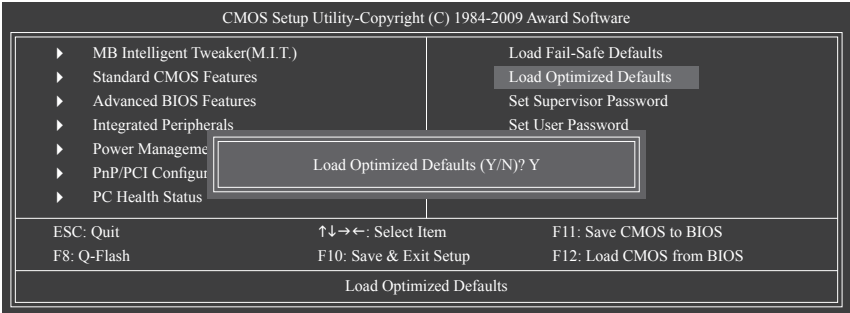 CMOS Setup Utility-Copyright (C) 1984-2009 Award Software
MB Intelligent Tweaker(M.I.T.)
Standard CMOS Features
Advanced BIOS Features
Integrated Peripherals
Power Manageme
PnP/PCI Configur
PC Health Status
Load Fail-Safe Defaults
Load Optimized Defaults
Set Supervisor Password
Set User Password
Load Optimized Defaults (Y/N)? Y
ESC: Quit ↑↓→←: Select Item F11: Save CMOS to BIOS
F8: Q-Flash F10: Save & Exit Setup F12: Load CMOS from BIOS
Load Optimized Defaults